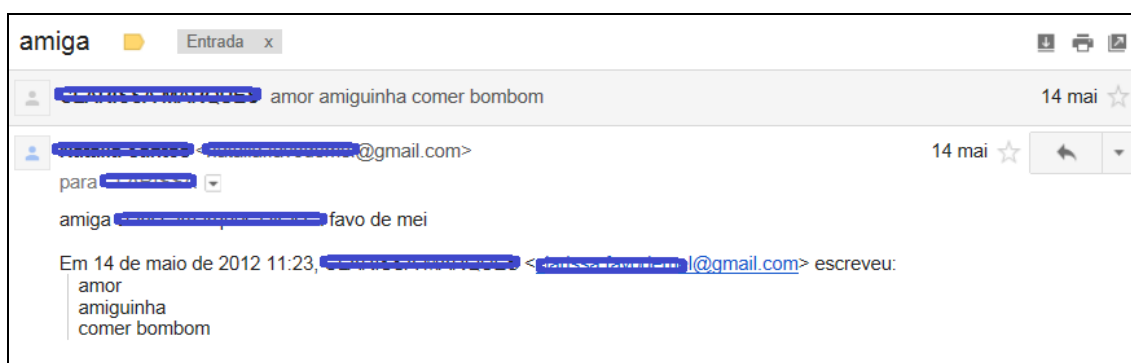 amiga Entrada x
amor amiguinha comer bombom 14 mai
@gmail.com> 14 mai
para
amiga favo de mei
Em 14 de maio de 2012 11:23, < l@gmail.com> escreveu:
amor
amiguinha
comer bombom